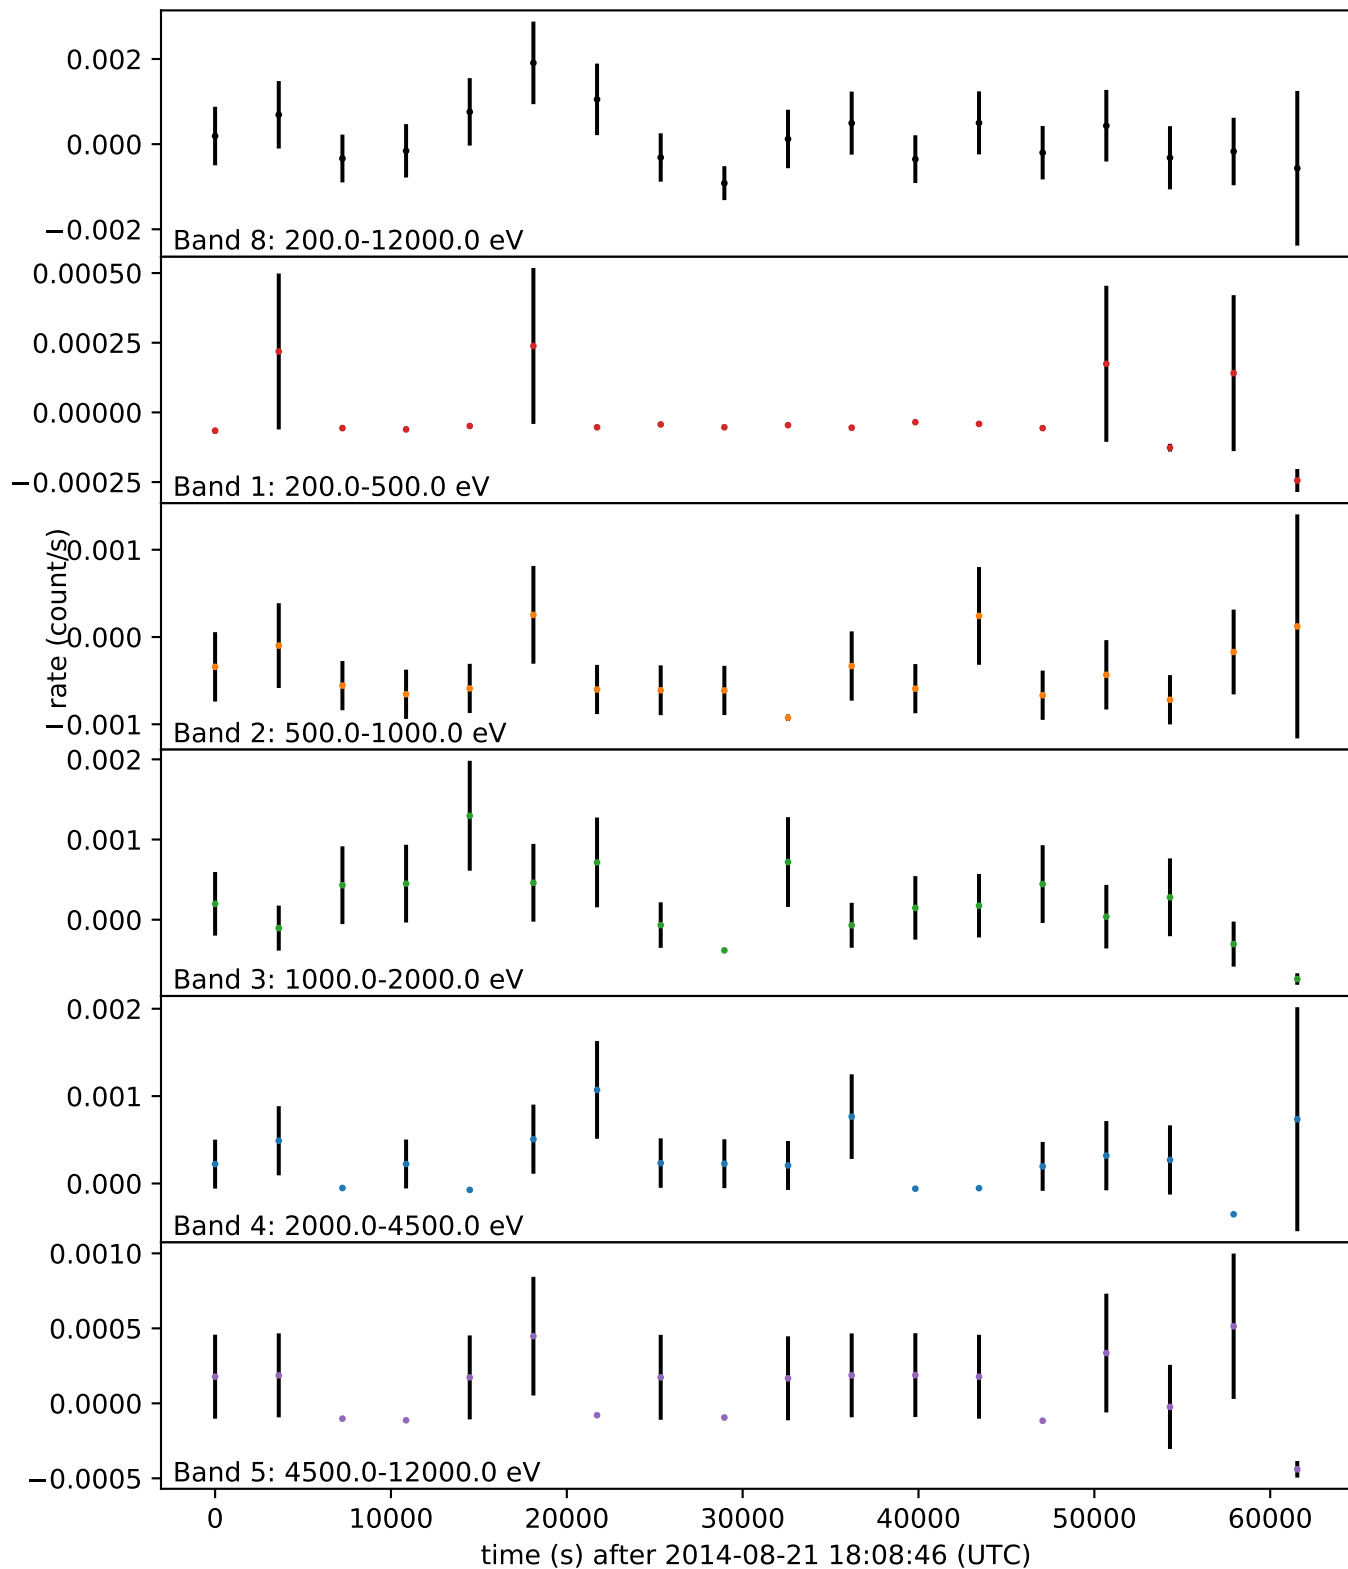 0.002
0.000
−0.002
Band 8: 200.0-12000.0 eV
0.00050
0.00025
0.00000
−0.00025
Band 1: 200.0-500.0 eV
rate (count/s)
0.001
0.000
−0.001
Band 2: 500.0-1000.0 eV
0.002
0.001
0.000
Band 3: 1000.0-2000.0 eV
0.002
0.001
0.000
Band 4: 2000.0-4500.0 eV
0.0010
0.0005
0.0000
−0.0005
Band 5: 4500.0-12000.0 eV
0 10000 20000 30000 40000 50000 60000
time (s) after 2014-08-21 18:08:46 (UTC)